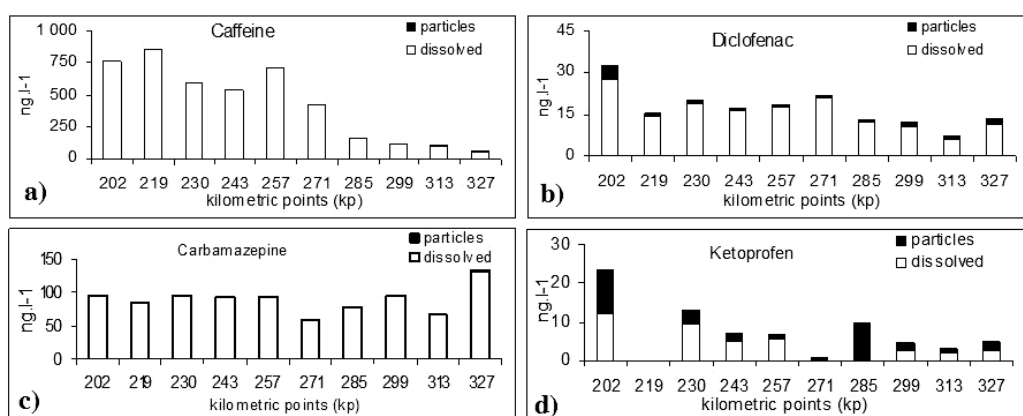 Caffeine
particles
dissolved
1 000
750
500
250
0
ng.l-1
202 219 230 243 257 271 285 299 313 327
kilometric points (kp)
a)
Diclofenac
particles
dissolved
45
30
15
0
ng.l-1
202 219 230 243 257 271 285 299 313 327
kilometric points (kp)
b)
Carbamazepine
particles
dissolved
150
100
50
0
ng.l-1
202 219 230 243 257 271 285 299 313 327
kilometric points (kp)
c)
Ketoprofen
particles
dissolved
30
20
10
0
ng.l-1
202 219 230 243 257 271 285 299 313 327
kilometric points (kp)
d)